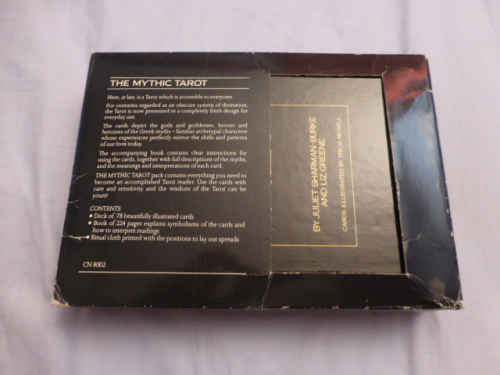 THE MYTHIC TAROT
Here, at last, is a Tarot which is accessible to everyone.
For centuries regarded as an obscure system of divination,
the Tarot is now presented in a completely fresh design for
everyday use.
The cards depict the gods and goddesses, heroes and
heroines of the Greek myths – familiar archetypal characters
whose experiences perfectly mirror the shifts and patterns
of our lives today.
The accompanying book contains clear instructions for
using the cards, together with full descriptions of the myths,
and the meanings and interpretations of each card.
THE MYTHIC TAROT pack contains everything you need to
become an accomplished Tarot reader. Use the cards with
care and sensitivity and the wisdom of the Tarot can be
yours!
CONTENTS
● Deck of 78 beautifully illustrated cards
● Book of 224 pages explains symbolisms of the cards and
how to interpret readings
● Ritual cloth printed with the positions to lay out spreads
CN 8002
BY JULIET SHARMAN-BURKE
AND LIZ GREENE
CARDS ILLUSTRATED BY TRICIA NEWELL